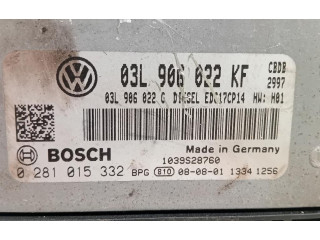 03L 906 022 KF CBDB
2997
03L 906 022 G DIESEL EDC17CP14 HW: H01
BOSCH Made in Germany
1039S28760
0 281 015 332 BPG 810 08-08-01 1334 1256